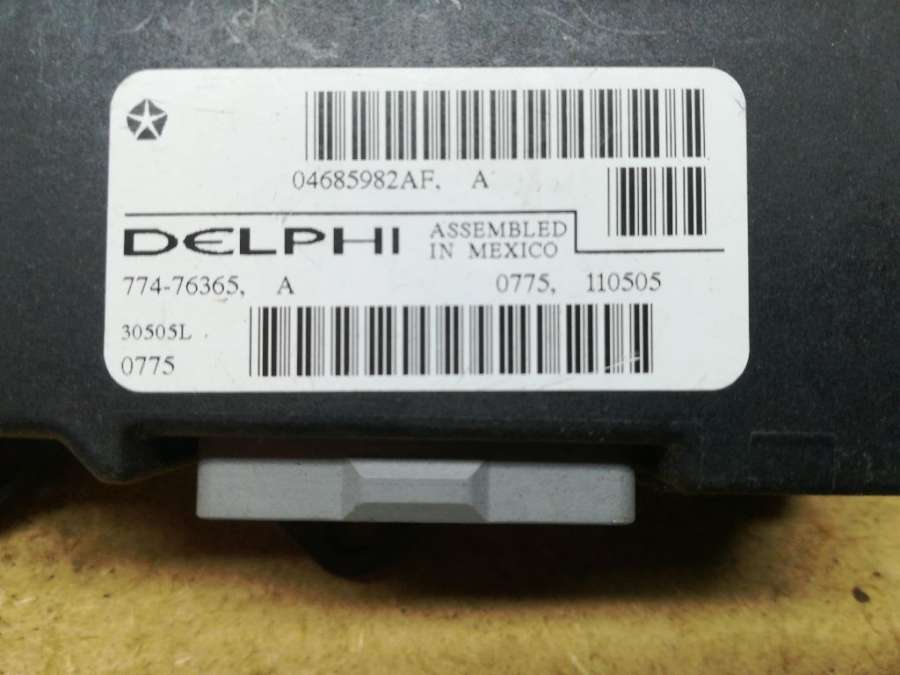 04685982AF, A
DELPHI
ASSEMBLED
IN MEXICO
774-76365, A
0775, 110505
30505L
0775